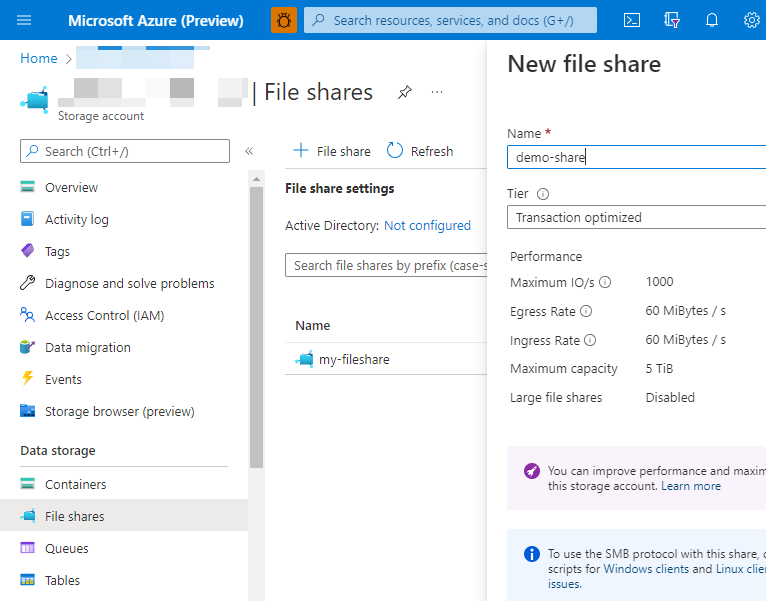 Microsoft Azure (Preview)
Search resources, services, and docs (G+/)
Home
| File shares
...
Storage account
Search (Ctrl+/)
«
Overview
Activity log
Tags
Diagnose and solve problems
Access Control (IAM)
Data migration
Events
Storage browser (preview)
Data storage
Containers
File shares
Queues
Tables
+ File share
Refresh
File share settings
Active Directory: Not configured
Search file shares by prefix (case-s
Name
my-fileshare
New file share
Name *
demo-share
Tier
Transaction optimized
Performance
Maximum IO/s 1000
Egress Rate 60 MiBytes / s
Ingress Rate 60 MiBytes / s
Maximum capacity 5 TiB
Large file shares Disabled
You can improve performance and maxim
this storage account. Learn more
To use the SMB protocol with this share,
scripts for Windows clients and Linux clie
issues.